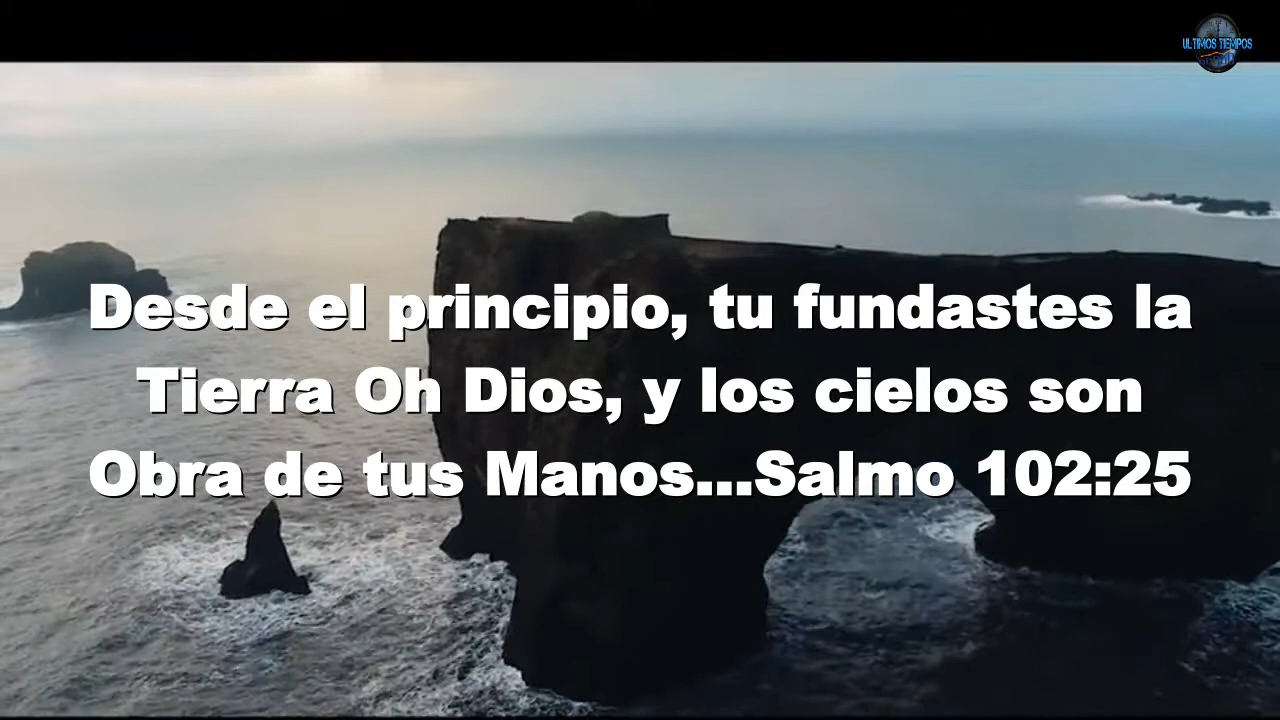 ULTIMOS TIEMPOS
Desde el principio, tu fundastes la
Tierra Oh Dios, y los cielos son
Obra de tus Manos...Salmo 102:25